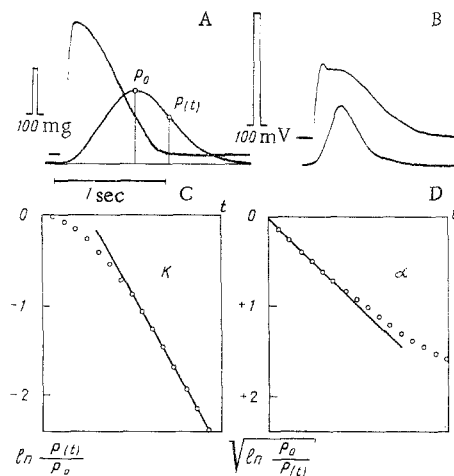 A
B
P₀
P(t)
100 mg
100 mV
1 sec
C
t
D
t
0
K
-1
-2
0
α
+1
+2
ln P(t)/P₀
√ln P₀/P(t)